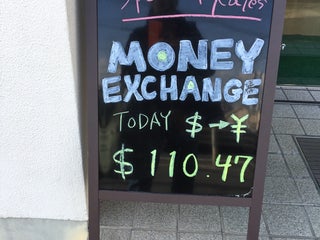 MONEY
EXCHANGE
TODAY $→¥
$ 110.47